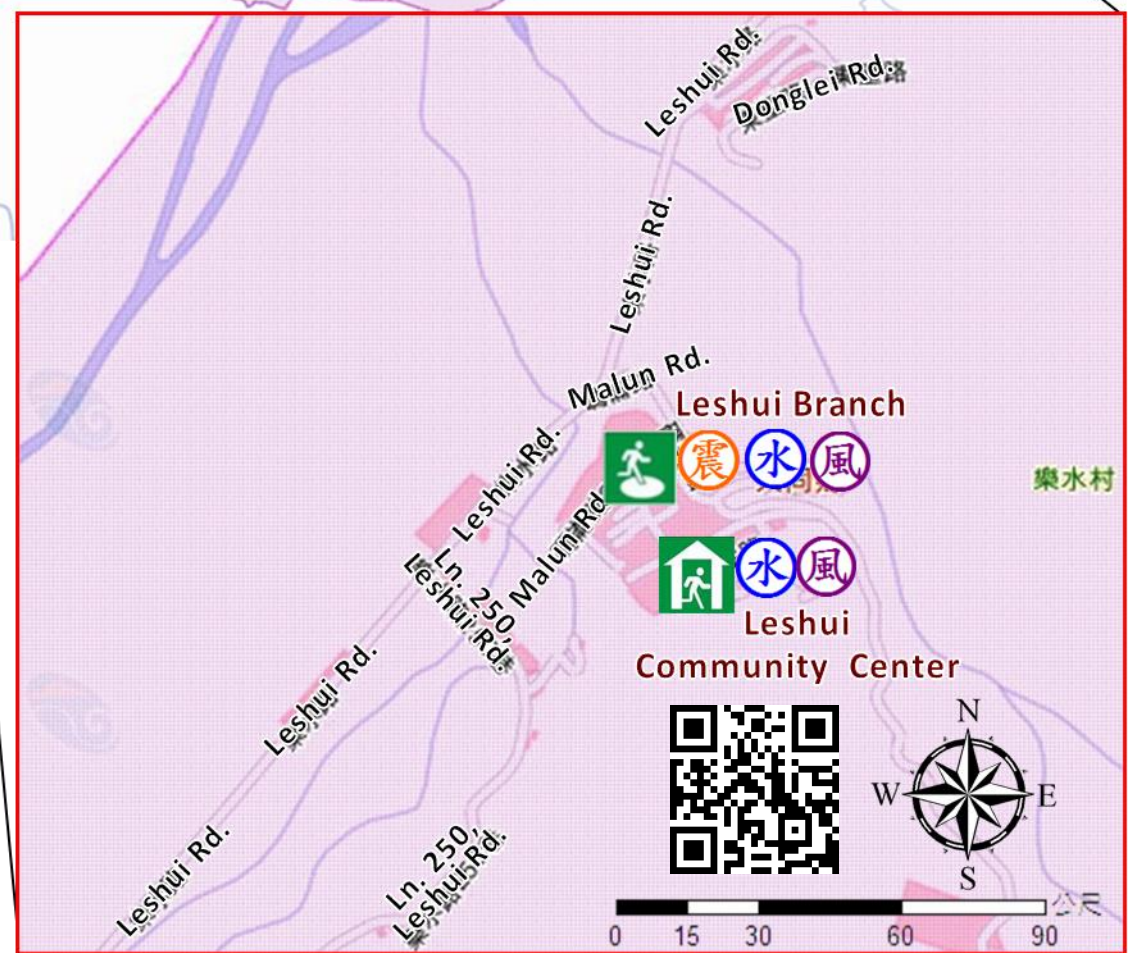 Leshui Rd.
Donglei Rd.
Leshui Rd.
Malun Rd.
Leshui Branch
震 水 風
樂水村
Leshui Rd.
Malun Rd.
Ln. 250,
Leshui Rd.
水 風
Leshui
Community Center
Leshui Rd.
N
W E
S
Ln. 250,
Leshui Rd.
Leshui Rd.
公尺
0 15 30 60 90